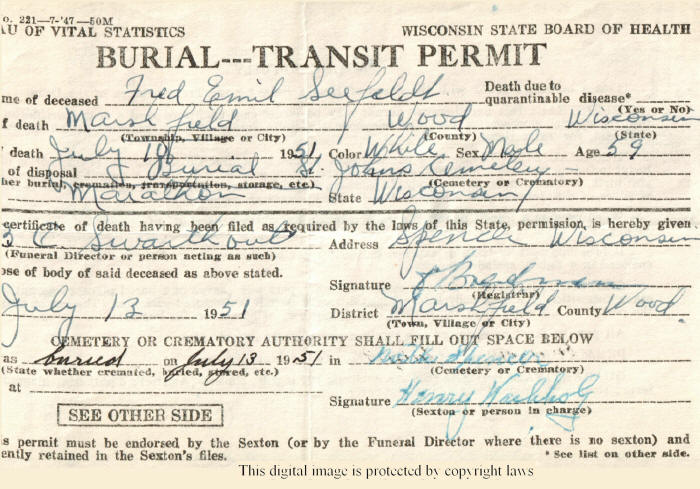 o. 221—7-'47—50M
AU OF VITAL STATISTICS WISCONSIN STATE BOARD OF HEALTH
BURIAL---TRANSIT PERMIT
me of deceased Fred Emil Seefeldt Death due to quarantinable disease*
(Yes or No)
f death Marshfield Wood Wisconsin
(Township, Village or City) (County) (State)
death July 10 1951 Color White Sex Male Age 59
of disposal Burial St. Johns Cemetery
her burial, cremation, transportation, storage, etc.) (Cemetery or Crematory)
Marathon State Wisconsin
certificate of death having been filed as required by the laws of this State, permission, is hereby given
C Swarthout Address Spencer Wisconsin
(Funeral Director or person acting as such)
ose of body of said deceased as above stated.
Signature
(Registrar)
July 13 1951 District Marshfield County Wood
(Town, Village or City)
CEMETERY OR CREMATORY AUTHORITY SHALL FILL OUT SPACE BELOW
as buried on July 13 1951 in Spencer
(State whether cremated, buried, stored, etc.) (Cemetery or Crematory)
at
Signature Henry
(Sexton or person in charge)
SEE OTHER SIDE
s permit must be endorsed by the Sexton (or by the Funeral Director where there is no sexton) and
ently retained in the Sexton's files. * See list on other side.
This digital image is protected by copyright laws